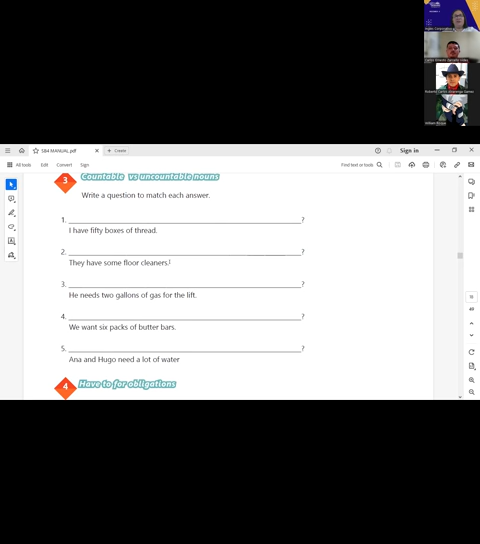 SB4 MANUAL.pdf
+ Create
Sign in
All tools
Edit
Convert
Sign
Find text or tools
3 Countable vs uncountable nouns
Write a question to match each answer.
1. ?
I have fifty boxes of thread.
2. ?
They have some floor cleaners.
3. ?
He needs two gallons of gas for the lift.
4. ?
We want six packs of butter bars.
5. ?
Ana and Hugo need a lot of water
4 Have to for obligations